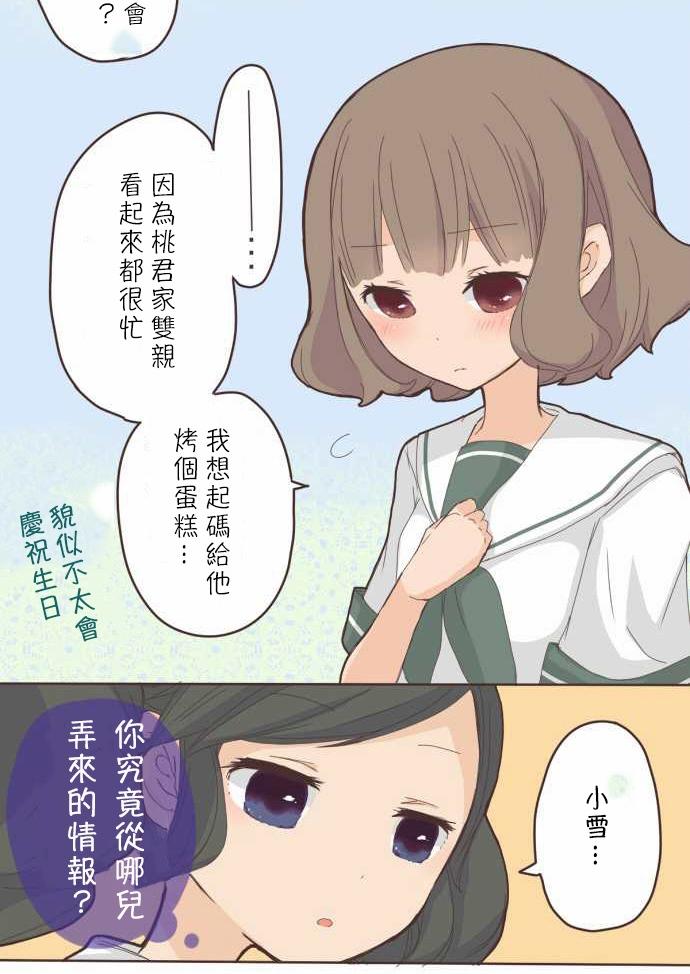 會
？
————…
因為桃君家雙親
看起來都很忙
我想起碼給他
烤個蛋糕…
貌似不太會
慶祝生日
小雪…
你究竟從哪兒
弄來的情報？